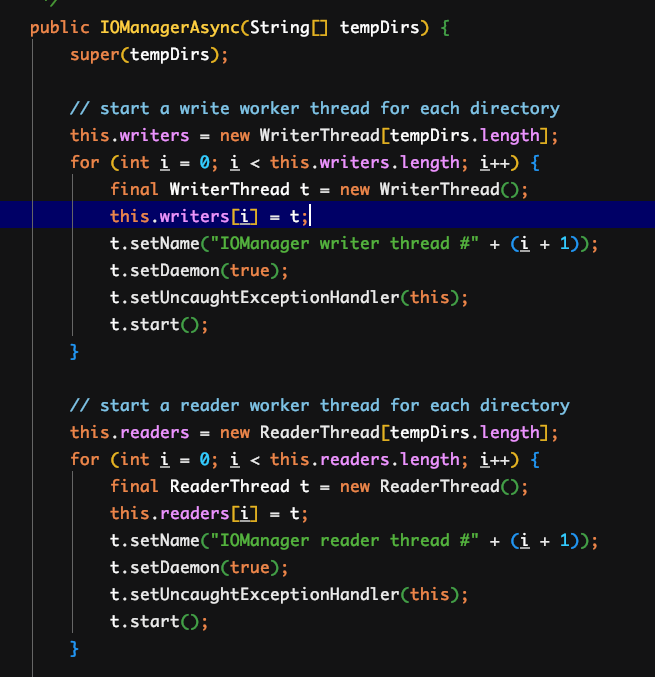 */
public IOManagerAsync(String[] tempDirs) {
super(tempDirs);
// start a write worker thread for each directory
this.writers = new WriterThread[tempDirs.length];
for (int i = 0; i < this.writers.length; i++) {
final WriterThread t = new WriterThread();
this.writers[i] = t;
t.setName("IOManager writer thread #" + (i + 1));
t.setDaemon(true);
t.setUncaughtExceptionHandler(this);
t.start();
}
// start a reader worker thread for each directory
this.readers = new ReaderThread[tempDirs.length];
for (int i = 0; i < this.readers.length; i++) {
final ReaderThread t = new ReaderThread();
this.readers[i] = t;
t.setName("IOManager reader thread #" + (i + 1));
t.setDaemon(true);
t.setUncaughtExceptionHandler(this);
t.start();
}